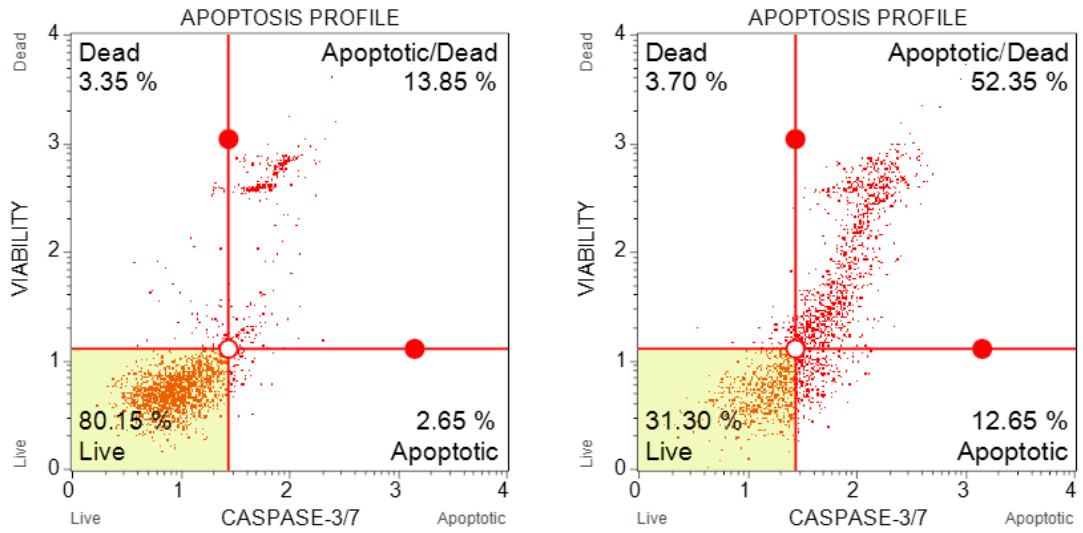 APOPTOSIS PROFILE
4
Dead
Dead
3.35 %
Apoptotic/Dead
13.85 %
3
VIABILITY
2
1
80.15 %
Live
2.65 %
Apoptotic
Live
0
0 1 2 3 4
Live CASPASE-3/7 Apoptotic
APOPTOSIS PROFILE
4
Dead
Dead
3.70 %
Apoptotic/Dead
52.35 %
3
VIABILITY
2
1
31.30 %
Live
12.65 %
Apoptotic
Live
0
0 1 2 3 4
Live CASPASE-3/7 Apoptotic